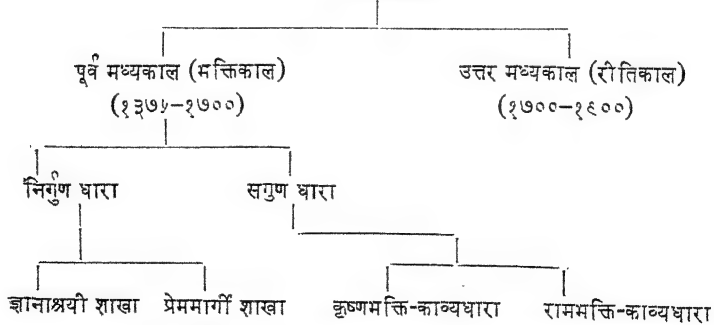 पूर्व मध्यकाल (भक्तिकाल) उत्तर मध्यकाल (रीतिकाल)
(१३७५–१७००) (१७००–१९००)
निर्गुण धारा सगुण धारा
ज्ञानाश्रयी शाखा प्रेममार्गी शाखा कृष्णभक्ति-काव्यधारा रामभक्ति-काव्यधारा